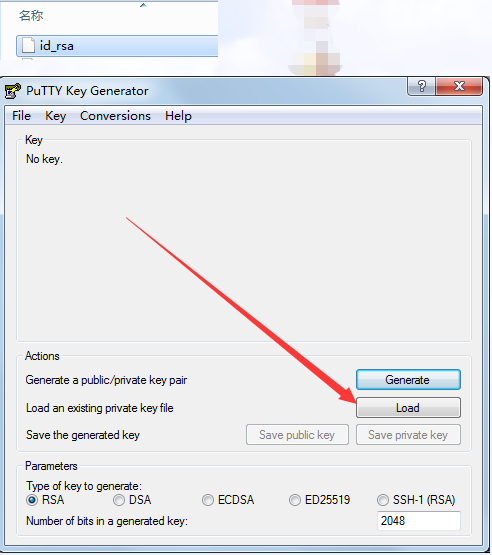 名称
id_rsa
PuTTY Key Generator
File Key Conversions Help
Key
No key.
Actions
Generate a public/private key pair Generate
Load an existing private key file Load
Save the generated key Save public key Save private key
Parameters
Type of key to generate:
RSA DSA ECDSA ED25519 SSH-1 (RSA)
Number of bits in a generated key: 2048